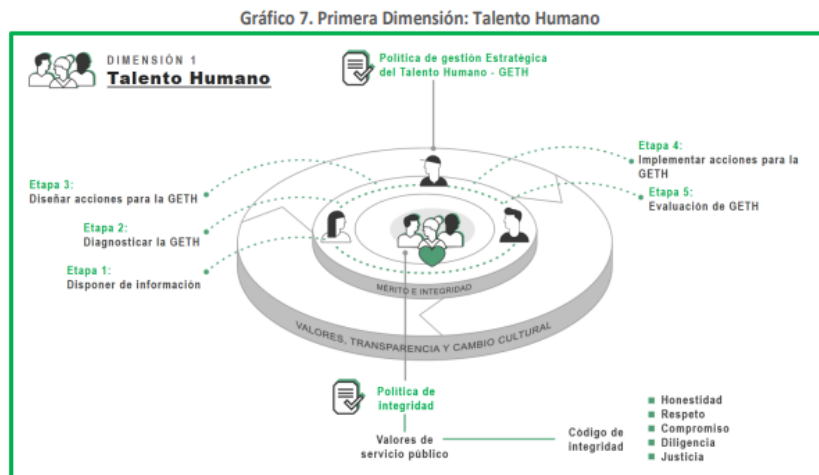 Gráfico 7. Primera Dimensión: Talento Humano
DIMENSIÓN 1
Talento Humano
Política de gestión Estratégica
del Talento Humano - GETH
Etapa 4:
Implementar acciones para la
GETH
Etapa 3:
Diseñar acciones para la GETH
Etapa 5:
Evaluación de GETH
Etapa 2:
Diagnosticar la GETH
Etapa 1:
Disponer de información
MÉRITO E INTEGRIDAD
VALORES, TRANSPARENCIA Y CAMBIO CULTURAL
Política de
integridad
Valores de
servicio público
Código de
integridad
Honestidad
Respeto
Compromiso
Diligencia
Justicia